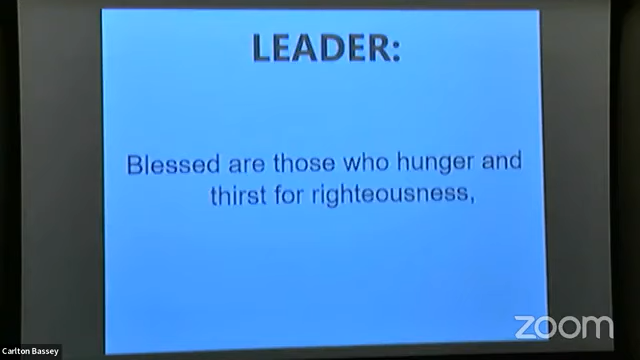 LEADER:
Blessed are those who hunger and
thirst for righteousness,
zoom
Carlton Bassey